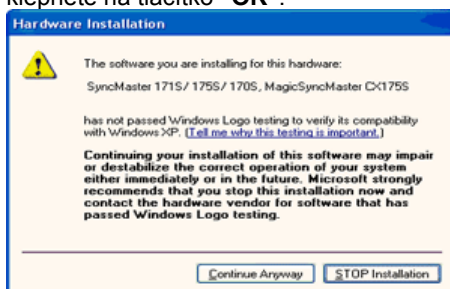 klepněte na tlačítko "OK".
Hardware Installation
The software you are installing for this hardware:
SyncMaster 171S/ 175S/ 170S, MagicSyncMaster CX175S
has not passed Windows Logo testing to verify its compatibility
with Windows XP. (Tell me why this testing is important.)
Continuing your installation of this software may impair
or destabilize the correct operation of your system
either immediately or in the future. Microsoft strongly
recommends that you stop this installation now and
contact the hardware vendor for software that has
passed Windows Logo testing.
Continue Anyway STOP Installation